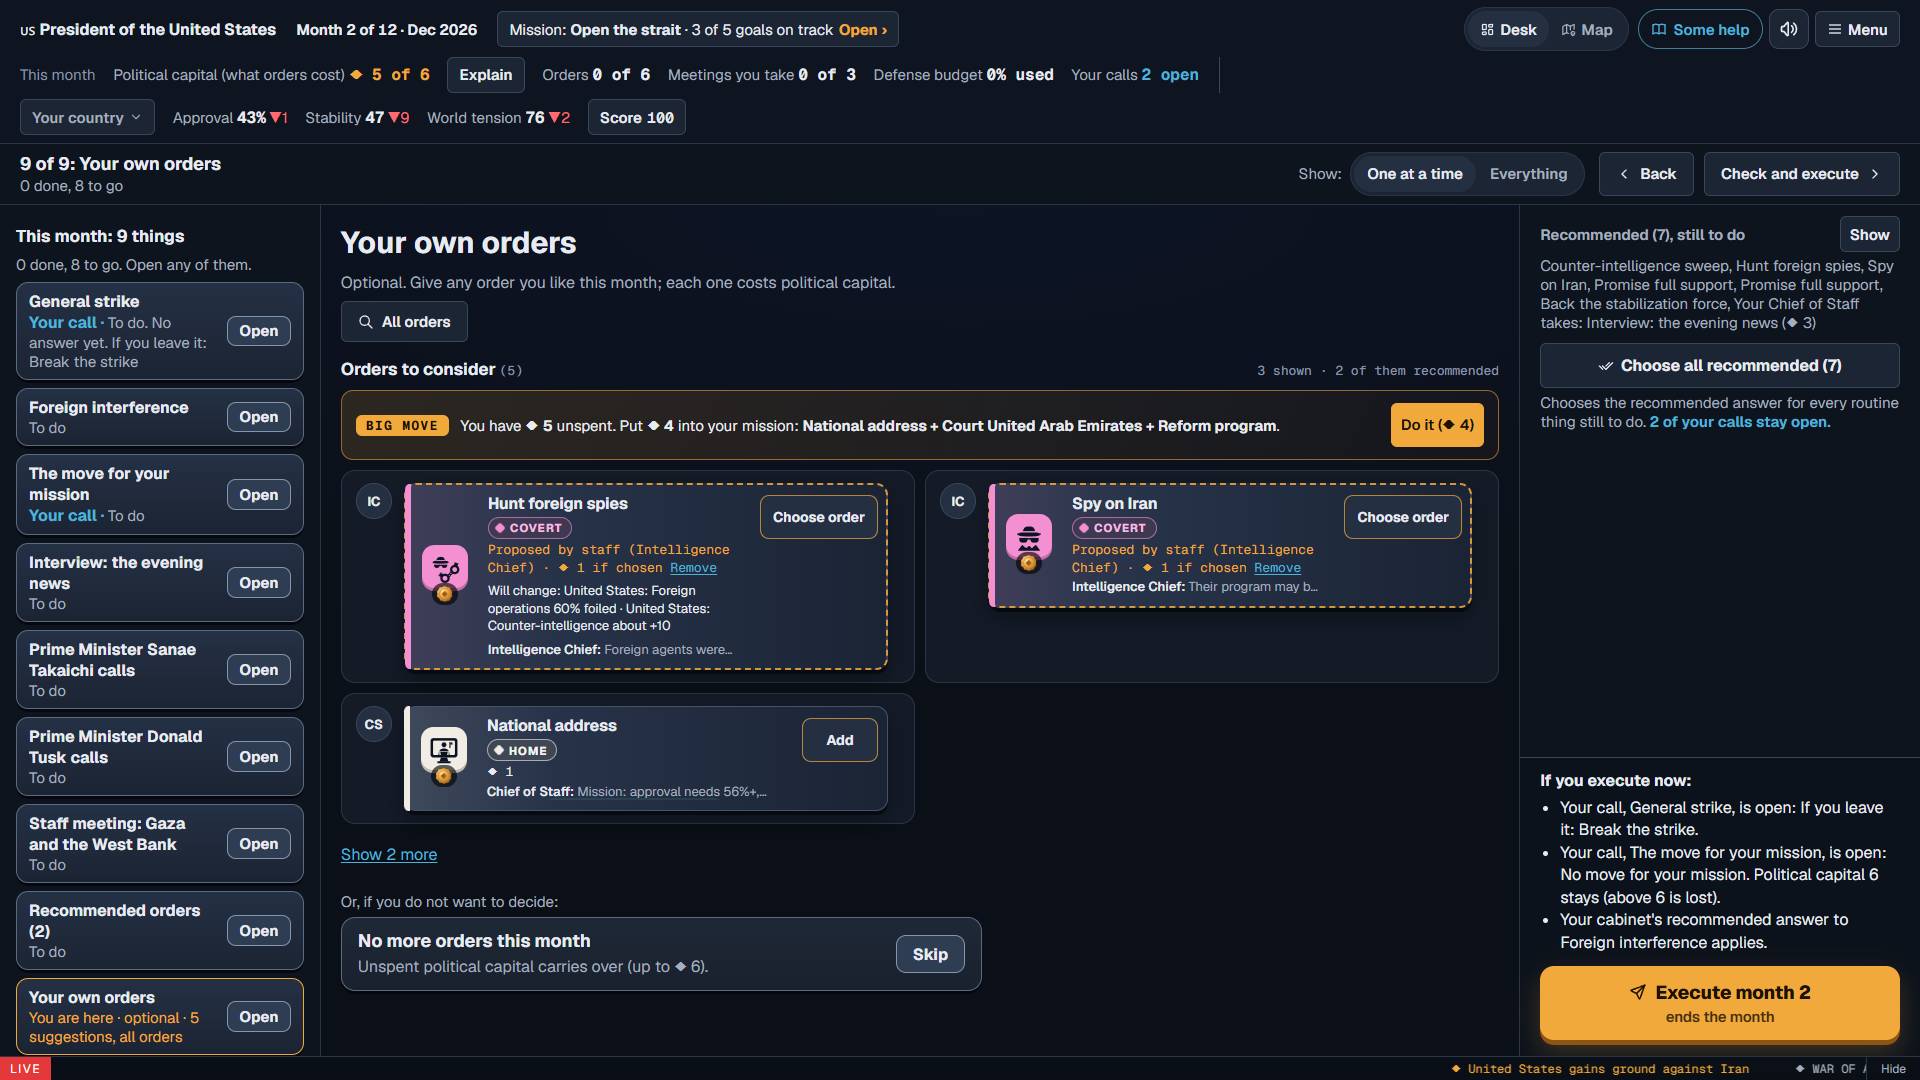 US President of the United States
Month 2 of 12 · Dec 2026
Mission: Open the strait · 3 of 5 goals on track Open ›
Desk
Map
Some help
Menu
This month
Political capital (what orders cost) ◆ 5 of 6
Explain
Orders 0 of 6
Meetings you take 0 of 3
Defense budget 0% used
Your calls 2 open
Your country
Approval 43% ▼1
Stability 47 ▼9
World tension 76 ▼2
Score 100
9 of 9: Your own orders
0 done, 8 to go
Show:
One at a time
Everything
Back
Check and execute
This month: 9 things
0 done, 8 to go. Open any of them.
General strike
Your call · To do. No
answer yet. If you leave it:
Break the strike
Open
Foreign interference
To do
Open
The move for your
mission
Your call · To do
Open
Interview: the evening
news
To do
Open
Prime Minister Sanae
Takaichi calls
To do
Open
Prime Minister Donald
Tusk calls
To do
Open
Staff meeting: Gaza
and the West Bank
To do
Open
Recommended orders
(2)
To do
Open
Your own orders
You are here · optional · 5
suggestions, all orders
Open
Your own orders
Optional. Give any order you like this month; each one costs political capital.
All orders
Orders to consider (5)
3 shown · 2 of them recommended
BIG MOVE
You have ◆ 5 unspent. Put ◆ 4 into your mission: National address + Court United Arab Emirates + Reform program.
Do it (◆ 4)
IC
Hunt foreign spies
◆ COVERT
Proposed by staff (Intelligence
Chief) · ◆ 1 if chosen Remove
Will change: United States: Foreign
operations 60% foiled · United States:
Counter-intelligence about +10
Intelligence Chief: Foreign agents were…
Choose order
IC
Spy on Iran
◆ COVERT
Proposed by staff (Intelligence
Chief) · ◆ 1 if chosen Remove
Intelligence Chief: Their program may b…
Choose order
CS
National address
◆ HOME
◆ 1
Chief of Staff: Mission: approval needs 56%+,…
Add
Show 2 more
Or, if you do not want to decide:
No more orders this month
Unspent political capital carries over (up to ◆ 6).
Skip
Recommended (7), still to do
Show
Counter-intelligence sweep, Hunt foreign spies, Spy
on Iran, Promise full support, Promise full support,
Back the stabilization force, Your Chief of Staff
takes: Interview: the evening news (◆ 3)
Choose all recommended (7)
Chooses the recommended answer for every routine
thing still to do. 2 of your calls stay open.
If you execute now:
• Your call, General strike, is open: If you leave
it: Break the strike.
• Your call, The move for your mission, is open:
No move for your mission. Political capital 6
stays (above 6 is lost).
• Your cabinet's recommended answer to
Foreign interference applies.
Execute month 2
ends the month
LIVE
◆ United States gains ground against Iran
◆ WAR OF
Hide